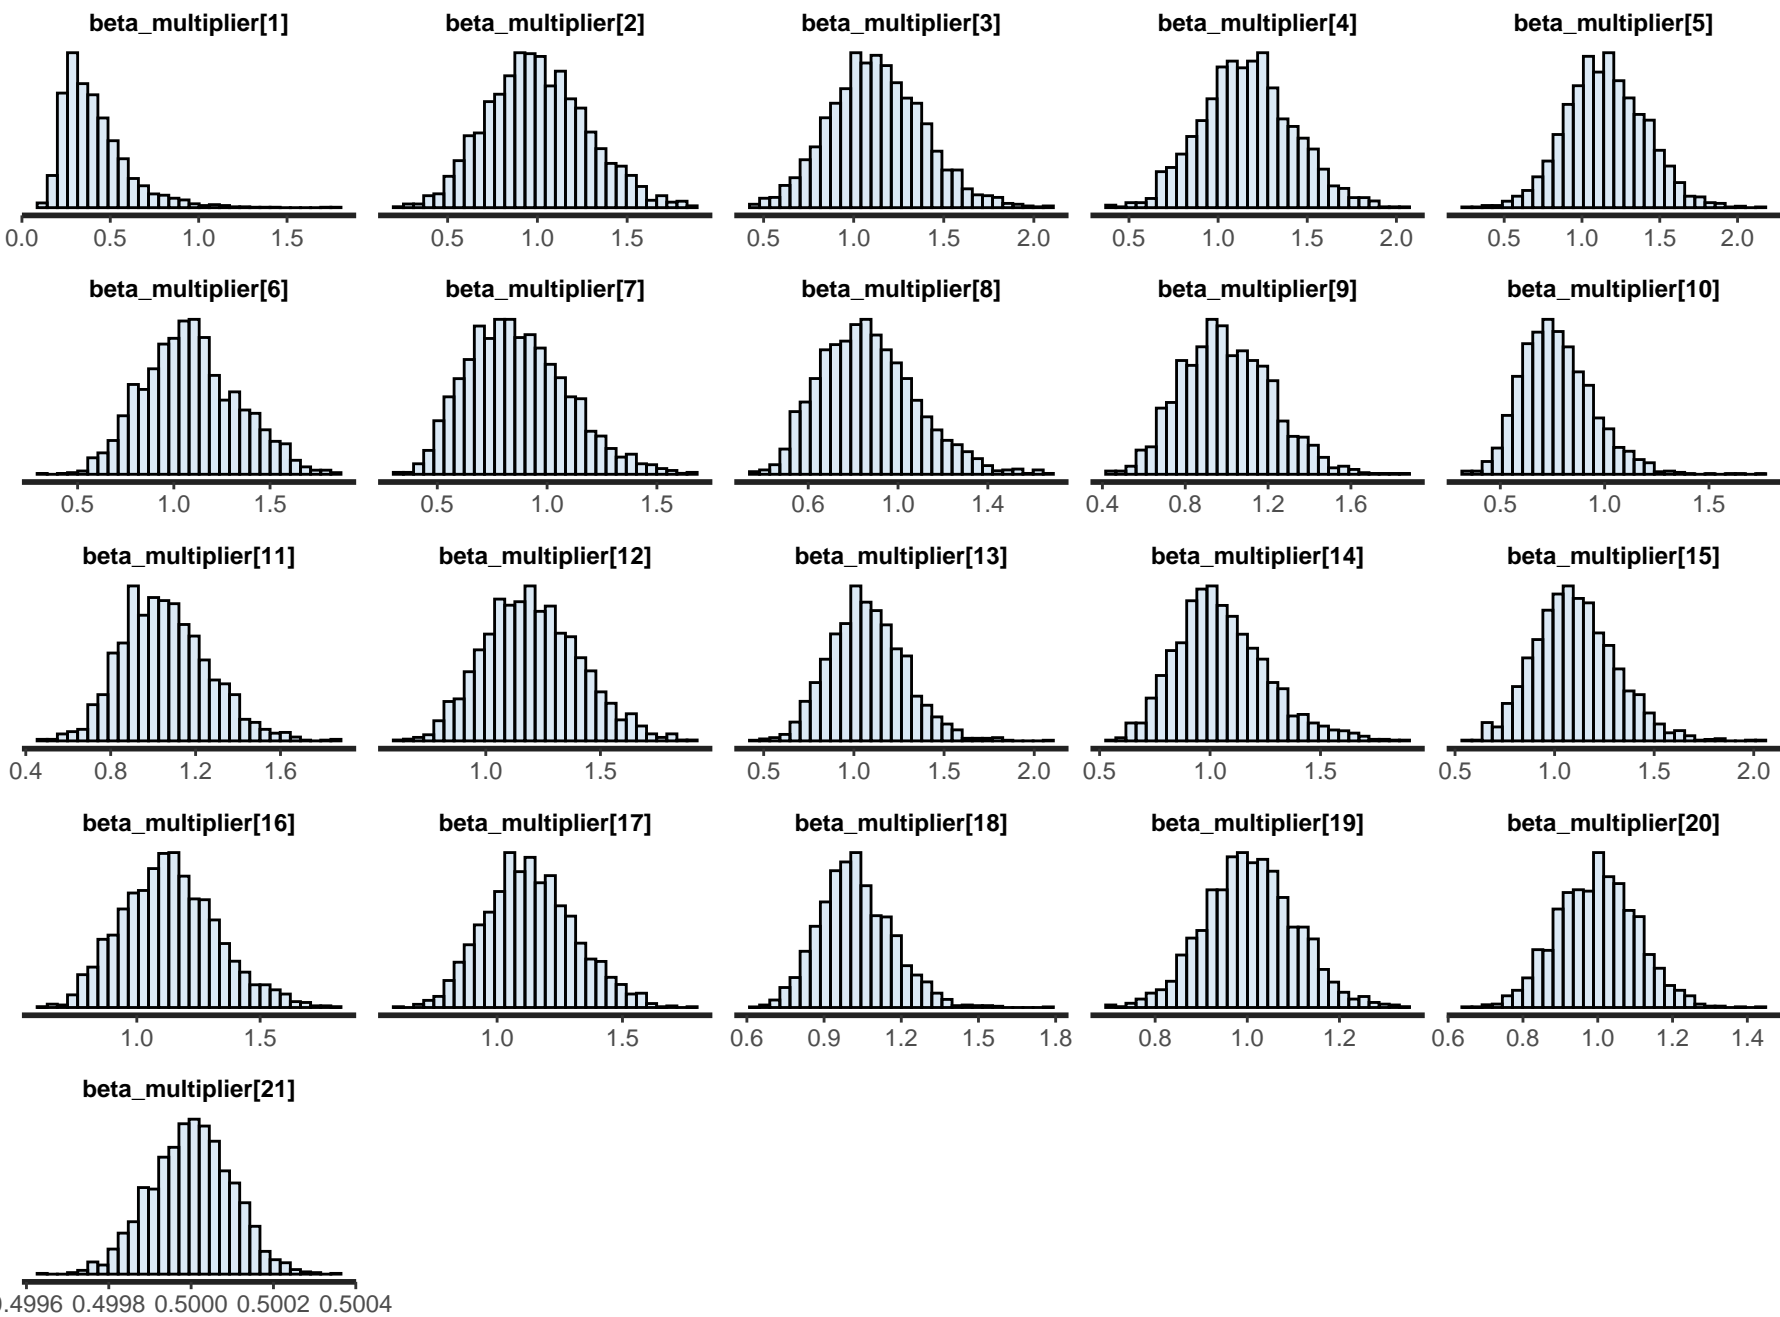 beta_multiplier[1] beta_multiplier[2] beta_multiplier[3] beta_multiplier[4] beta_multiplier[5]
0.0 0.5 1.0 1.5 0.5 1.0 1.5 0.5 1.0 1.5 2.0 0.5 1.0 1.5 2.0 0.5 1.0 1.5 2.0
beta_multiplier[6] beta_multiplier[7] beta_multiplier[8] beta_multiplier[9] beta_multiplier[10]
0.5 1.0 1.5 0.5 1.0 1.5 0.6 1.0 1.4 0.4 0.8 1.2 1.6 0.5 1.0 1.5
beta_multiplier[11] beta_multiplier[12] beta_multiplier[13] beta_multiplier[14] beta_multiplier[15]
0.4 0.8 1.2 1.6 1.0 1.5 0.5 1.0 1.5 2.0 0.5 1.0 1.5 0.5 1.0 1.5 2.0
beta_multiplier[16] beta_multiplier[17] beta_multiplier[18] beta_multiplier[19] beta_multiplier[20]
1.0 1.5 1.0 1.5 0.6 0.9 1.2 1.5 1.8 0.8 1.0 1.2 0.6 0.8 1.0 1.2 1.4
beta_multiplier[21]
.4996 0.4998 0.5000 0.5002 0.5004